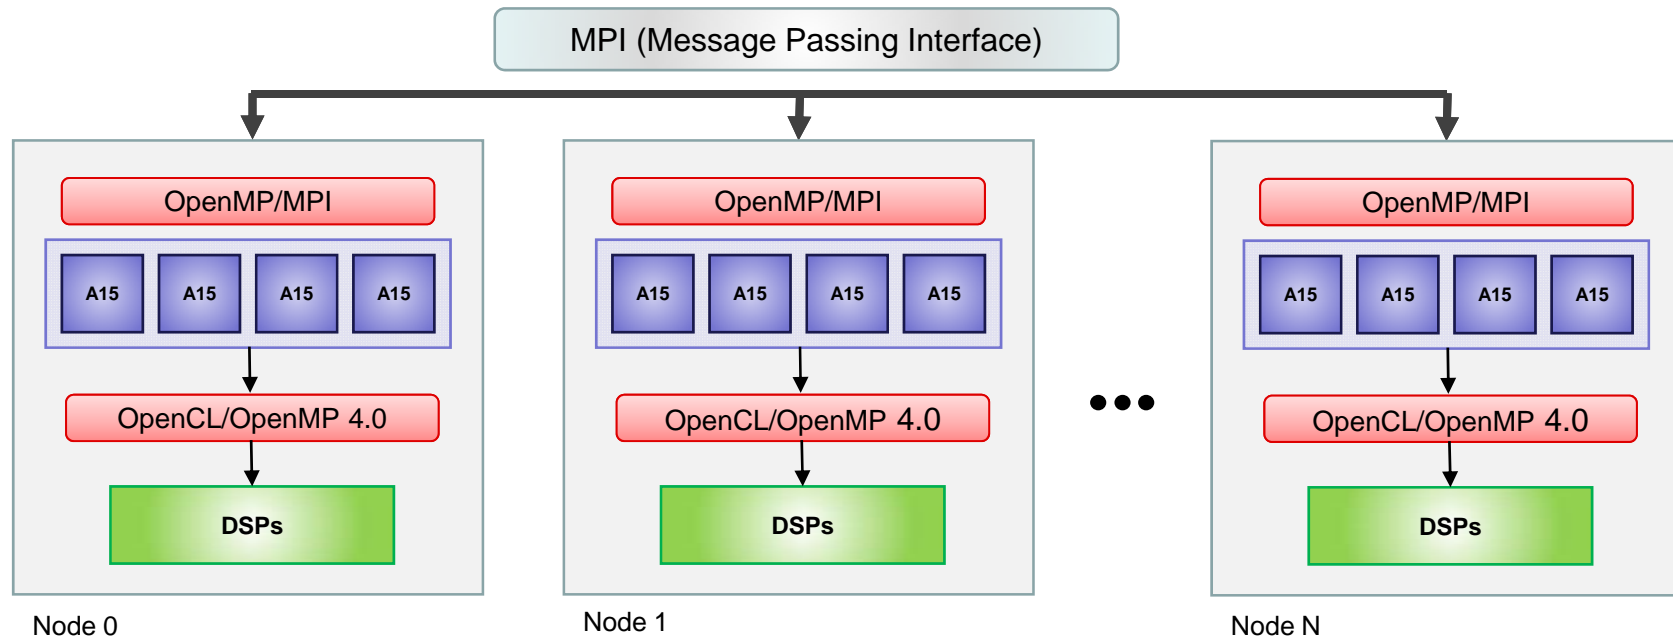 MPI (Message Passing Interface)
OpenMP/MPI
A15 A15 A15 A15
OpenCL/OpenMP 4.0
DSPs
Node 0
OpenMP/MPI
A15 A15 A15 A15
OpenCL/OpenMP 4.0
DSPs
Node 1
OpenMP/MPI
A15 A15 A15 A15
OpenCL/OpenMP 4.0
DSPs
Node N